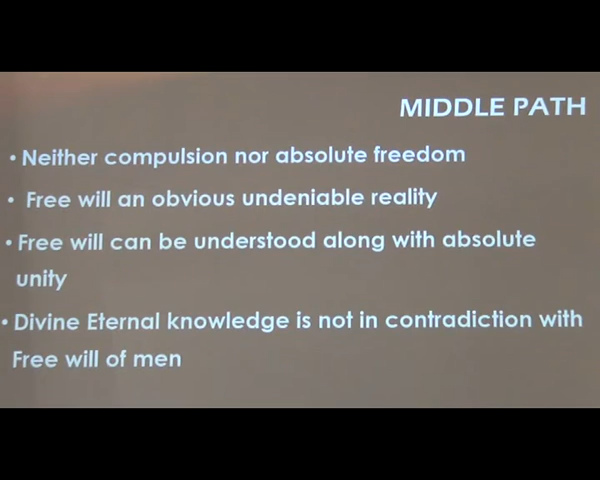 MIDDLE PATH
• Neither compulsion nor absolute freedom
• Free will an obvious undeniable reality
• Free will can be understood along with absolute
unity
• Divine Eternal knowledge is not in contradiction with
Free will of men